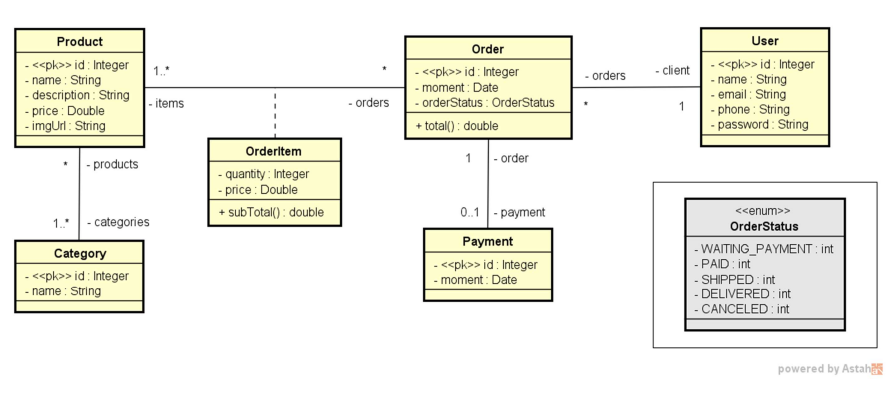 Product
- <<pk>> id : Integer
- name : String
- description : String
- price : Double
- imgUrl : String
1..*
- items
*
- orders
Order
- <<pk>> id : Integer
- moment : Date
- orderStatus : OrderStatus
+ total() : double
- orders
*
- client
1
User
- <<pk>> id : Integer
- name : String
- email : String
- phone : String
- password : String
OrderItem
- quantity : Integer
- price : Double
+ subTotal() : double
* - products
1..* - categories
Category
- <<pk>> id : Integer
- name : String
1 - order
0..1 - payment
Payment
- <<pk>> id : Integer
- moment : Date
<<enum>>
OrderStatus
- WAITING_PAYMENT : int
- PAID : int
- SHIPPED : int
- DELIVERED : int
- CANCELED : int
powered by Astah